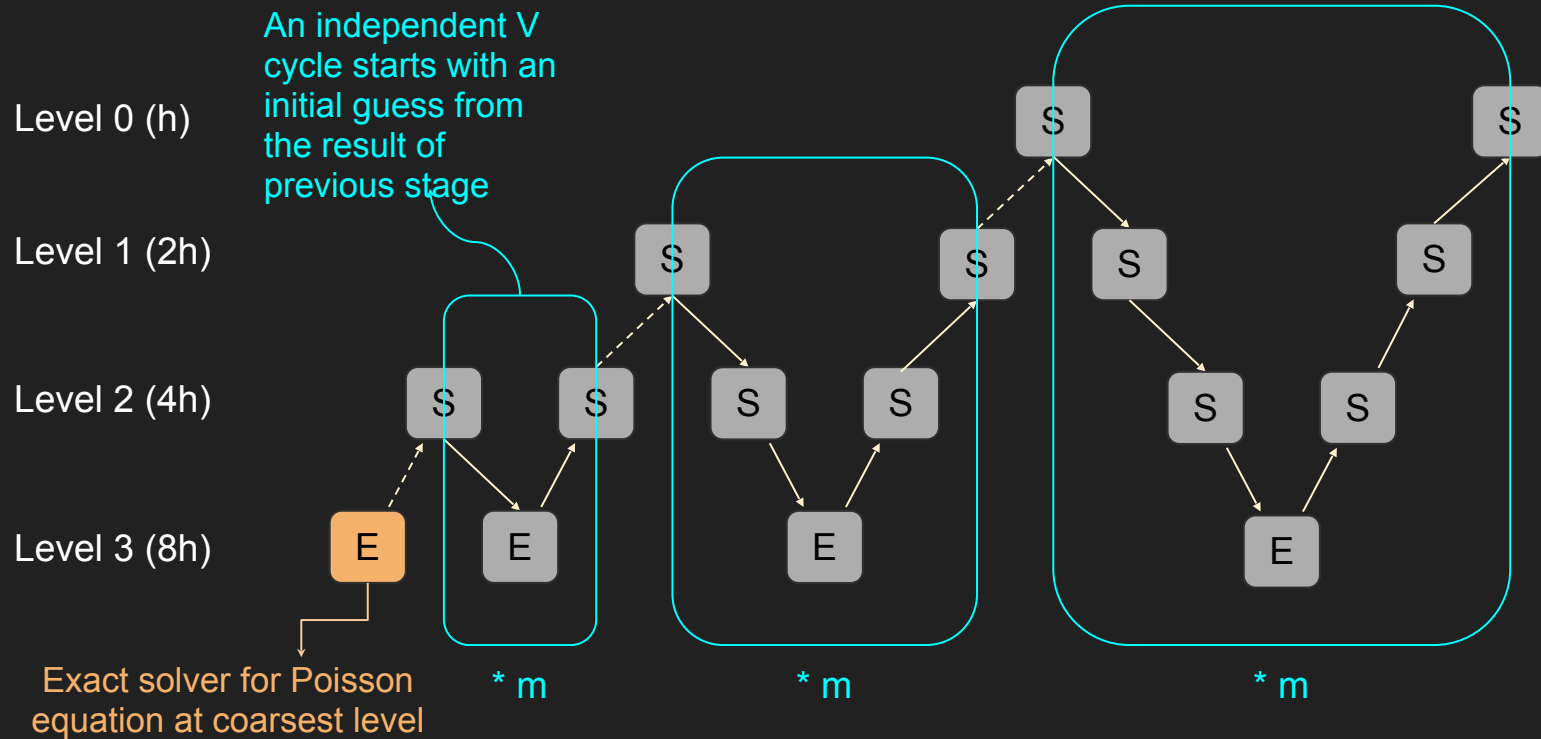 An independent V
cycle starts with an
initial guess from
the result of
previous stage
Level 0 (h)
S
S
Level 1 (2h)
S
S
S
S
Level 2 (4h)
S
S
S
S
S
S
Level 3 (8h)
E
E
E
E
Exact solver for Poisson
equation at coarsest level
* m
* m
* m